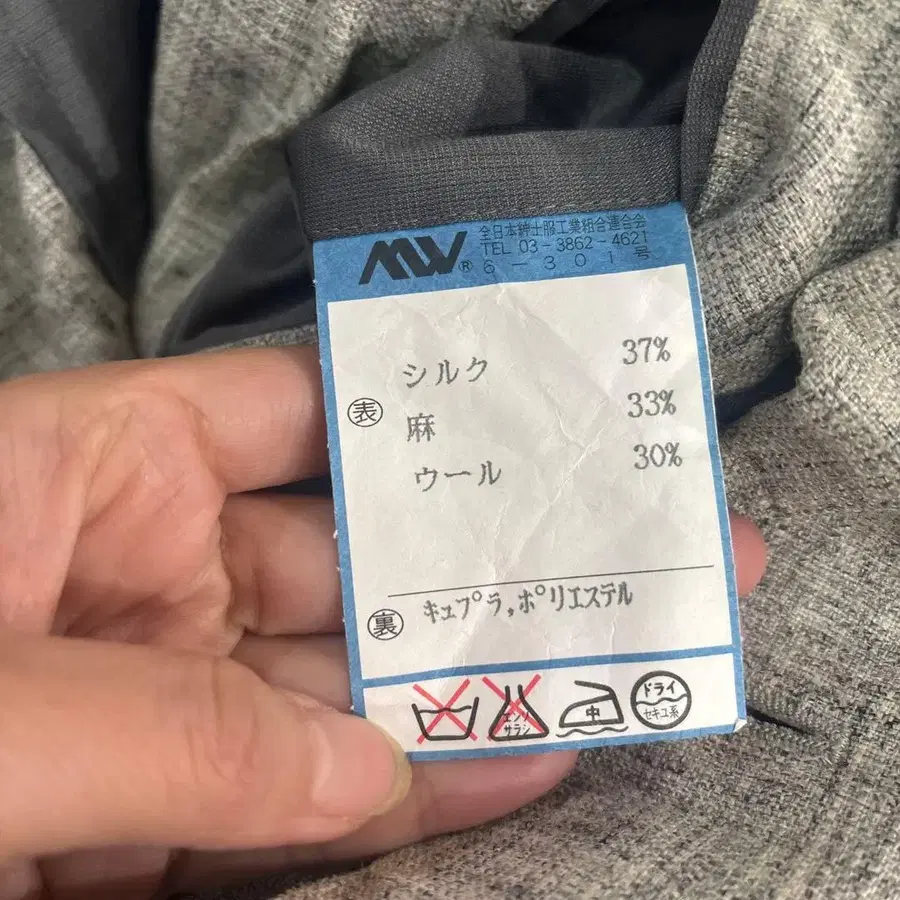 MW® 全日本紳士服工業組合連合会
TEL 03-3862-4621
6-301号
シルク 37%
表 麻 33%
ウール 30%
裏 キュプラ,ポリエステル
エンソ サラシ 中 ドライ セキユ系